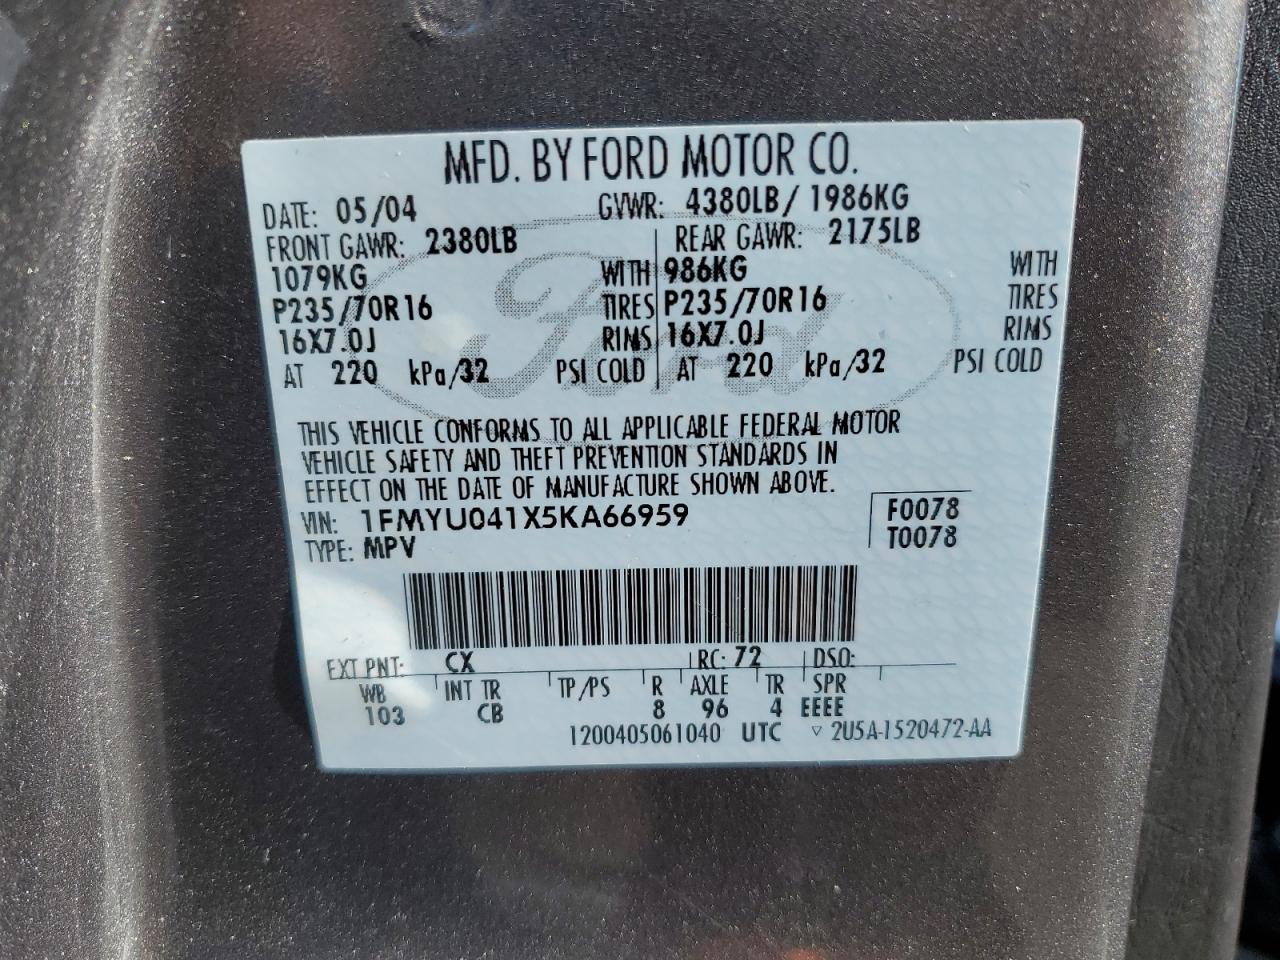 MFD. BY FORD MOTOR CO.
DATE: 05/04 GVWR: 4380LB/ 1986KG
FRONT GAWR: 2380LB REAR GAWR: 2175LB
1079KG WITH 986KG WITH
P235/70R16 TIRES P235/70R16 TIRES
16X7.0J RIMS 16X7.0J RIMS
AT 220 kPa/32 PSI COLD AT 220 kPa/32 PSI COLD
Ford
THIS VEHICLE CONFORMS TO ALL APPLICABLE FEDERAL MOTOR
VEHICLE SAFETY AND THEFT PREVENTION STANDARDS IN
EFFECT ON THE DATE OF MANUFACTURE SHOWN ABOVE.
VIN: 1FMYU041X5KA66959 F0078
TYPE: MPV T0078
EXT PNT: CX RC: 72 DSO:
WB INT TR TP/PS R AXLE TR SPR
103 CB 8 96 4 EEEE
1200405061040 UTC ▽ 2U5A-1520472-AA